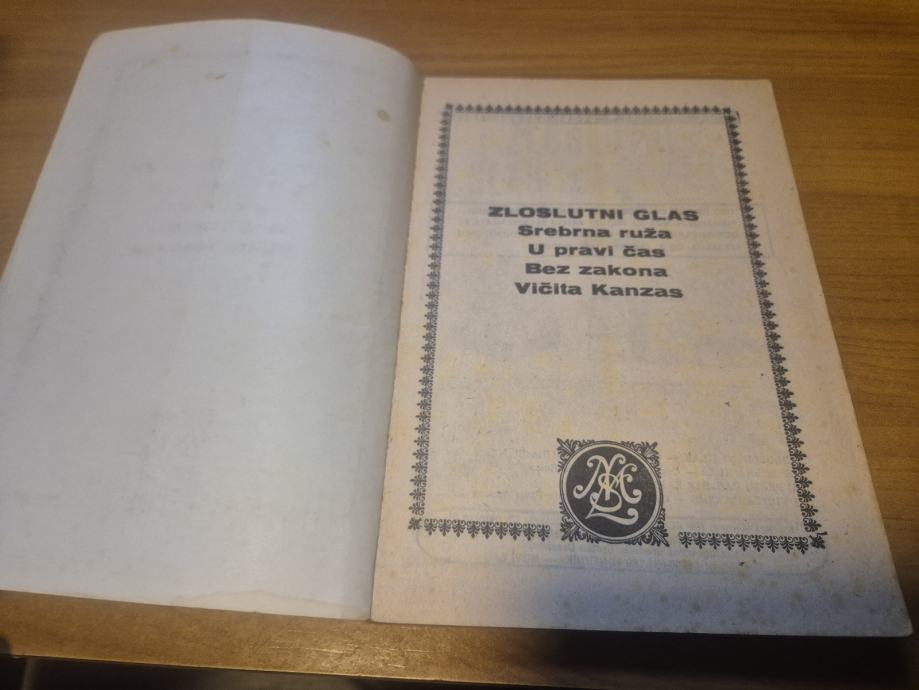 ZLOSLUTNI GLAS
Srebrna ruža
U pravi čas
Bez zakona
Vičita Kanzas